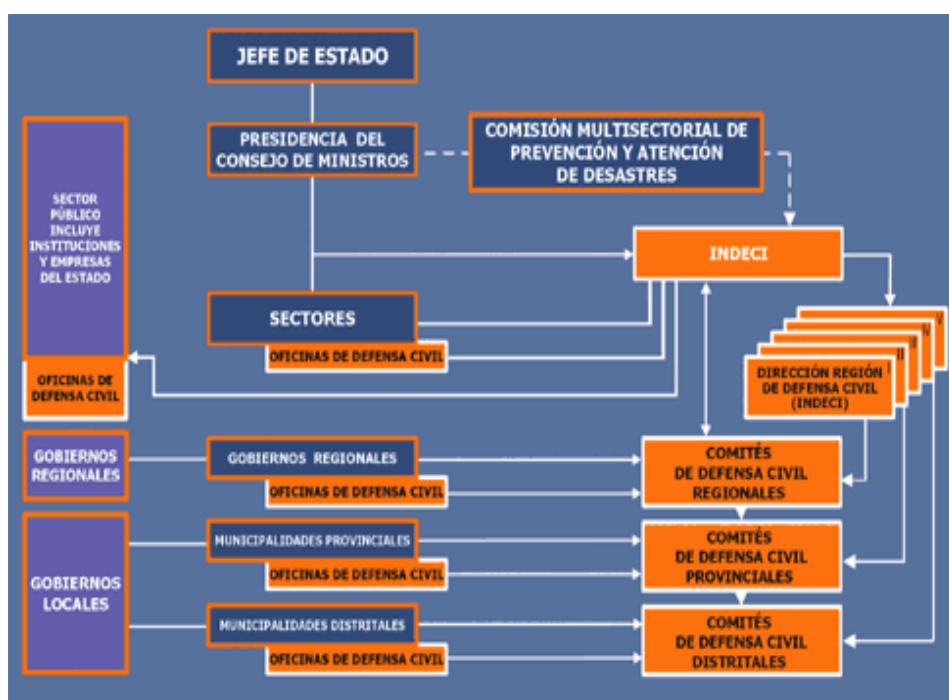 JEFE DE ESTADO
PRESIDENCIA DEL
CONSEJO DE MINISTROS
COMISIÓN MULTISECTORIAL DE
PREVENCIÓN Y ATENCIÓN
DE DESASTRES
SECTOR
PÚBLICO
INCLUYE
INSTITUCIONES
Y EMPRESAS
DEL ESTADO
OFICINAS DE
DEFENSA CIVIL
INDECI
SECTORES
OFICINAS DE DEFENSA CIVIL
V
IV
III
II
I
DIRECCIÓN REGIÓN
DE DEFENSA CIVIL
(INDECI)
GOBIERNOS
REGIONALES
GOBIERNOS REGIONALES
OFICINAS DE DEFENSA CIVIL
COMITÉS
DE DEFENSA CIVIL
REGIONALES
GOBIERNOS
LOCALES
MUNICIPALIDADES PROVINCIALES
OFICINAS DE DEFENSA CIVIL
COMITÉS
DE DEFENSA CIVIL
PROVINCIALES
MUNICIPALIDADES DISTRITALES
OFICINAS DE DEFENSA CIVIL
COMITÉS
DE DEFENSA CIVIL
DISTRITALES